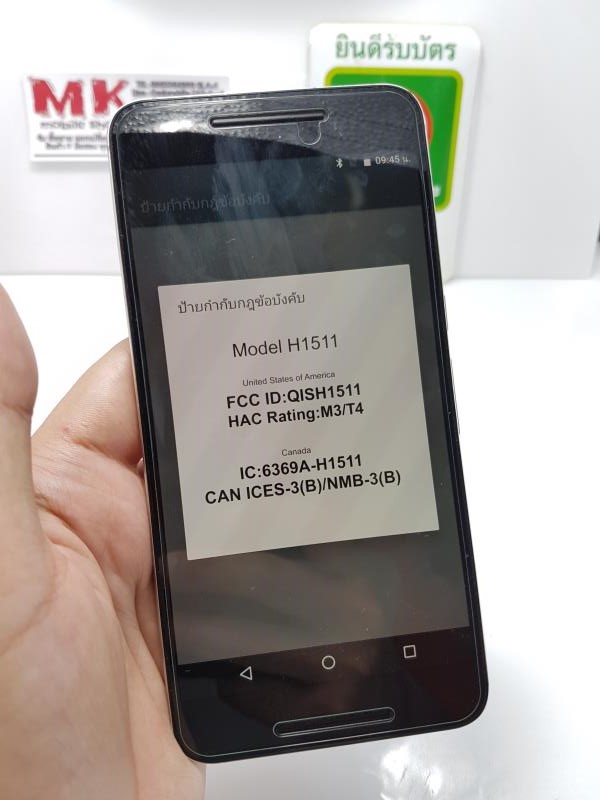 ยินดีรับบัตร
MK
09:45 น.
ป้ายกำกับกฎข้อบังคับ
ป้ายกำกับกฎข้อบังคับ
Model H1511
United States of America
FCC ID:QISH1511
HAC Rating:M3/T4
Canada
IC:6369A-H1511
CAN ICES-3(B)/NMB-3(B)